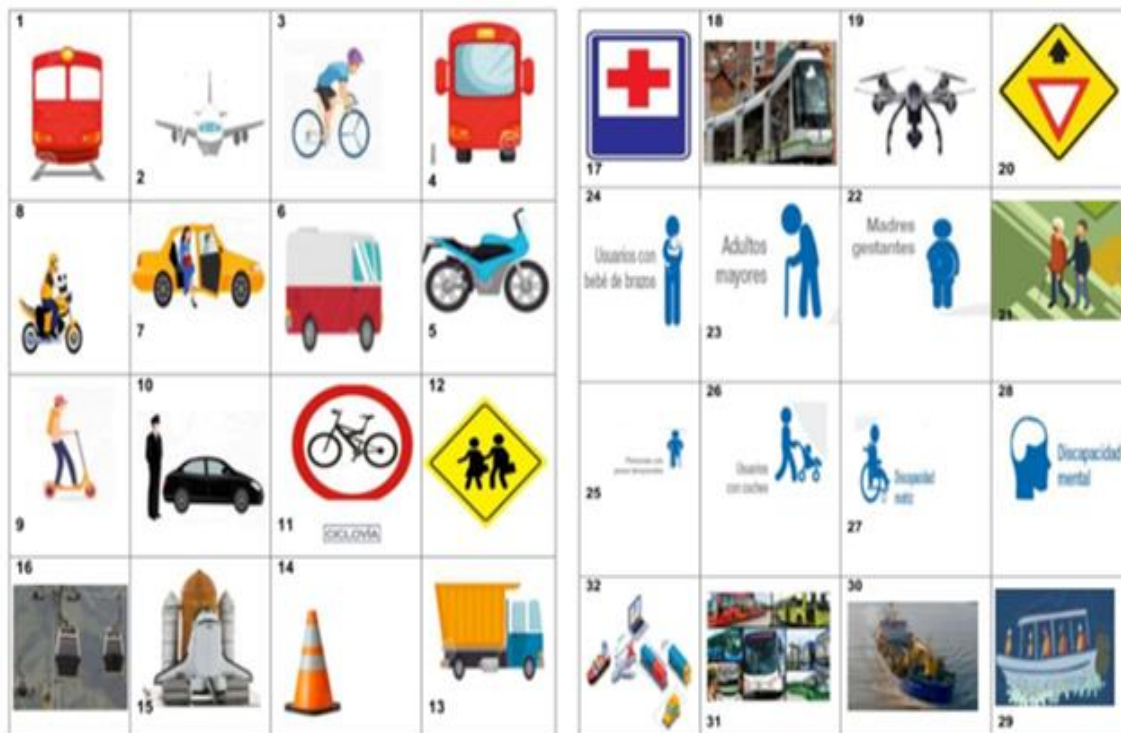 1
2
3
4
8
7
6
5
9
10
11
CICLOVÍA
12
16
15
14
13
17
18
19
20
24
Usuarios con
bebé de brazos
Adultos
mayores
23
22
Madres
gestantes
21
25
26
Usuarios
con coches
Discapacidad
motriz
27
28
Discapacidad
mental
32
31
30
29